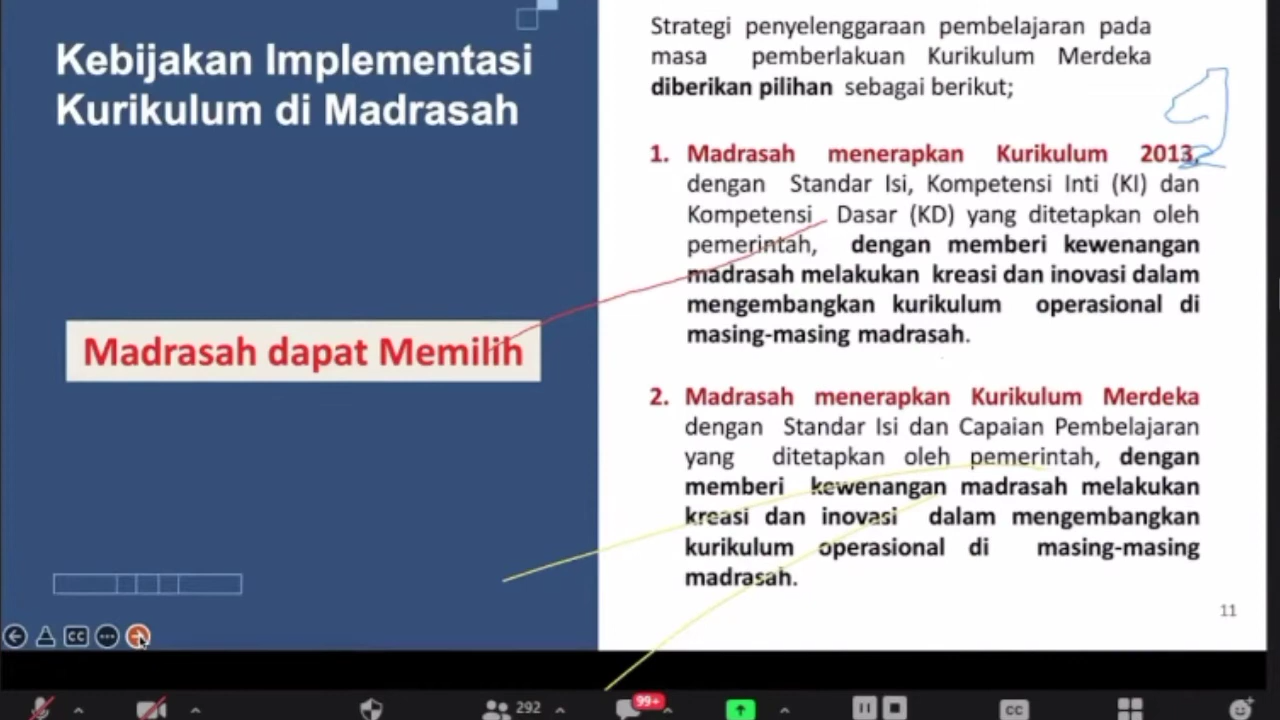 Kebijakan Implementasi
Kurikulum di Madrasah
Madrasah dapat Memilih
Strategi penyelenggaraan pembelajaran pada
masa pemberlakuan Kurikulum Merdeka
diberikan pilihan sebagai berikut;
1. Madrasah menerapkan Kurikulum 2013,
dengan Standar Isi, Kompetensi Inti (KI) dan
Kompetensi Dasar (KD) yang ditetapkan oleh
pemerintah, dengan memberi kewenangan
madrasah melakukan kreasi dan inovasi dalam
mengembangkan kurikulum operasional di
masing-masing madrasah.
2. Madrasah menerapkan Kurikulum Merdeka
dengan Standar Isi dan Capaian Pembelajaran
yang ditetapkan oleh pemerintah, dengan
memberi kewenangan madrasah melakukan
kreasi dan inovasi dalam mengembangkan
kurikulum operasional di masing-masing
madrasah.
11
CC
292
99+
CC